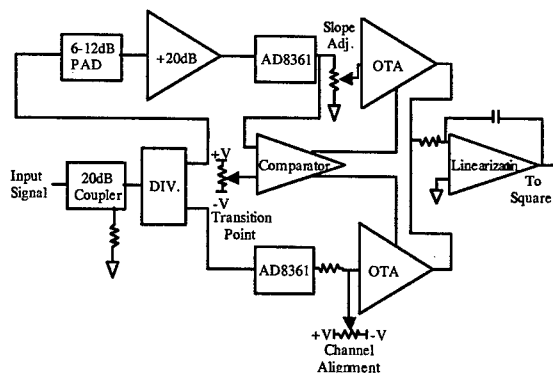 6-12dB
PAD
+20dB
AD8361
Slope
Adj.
OTA
Input
Signal
20dB
Coupler
DIV.
+V
-V
Transition
Point
Comparator
Linearizatin
To
Square
AD8361
OTA
+V
-V
Channel
Alignment